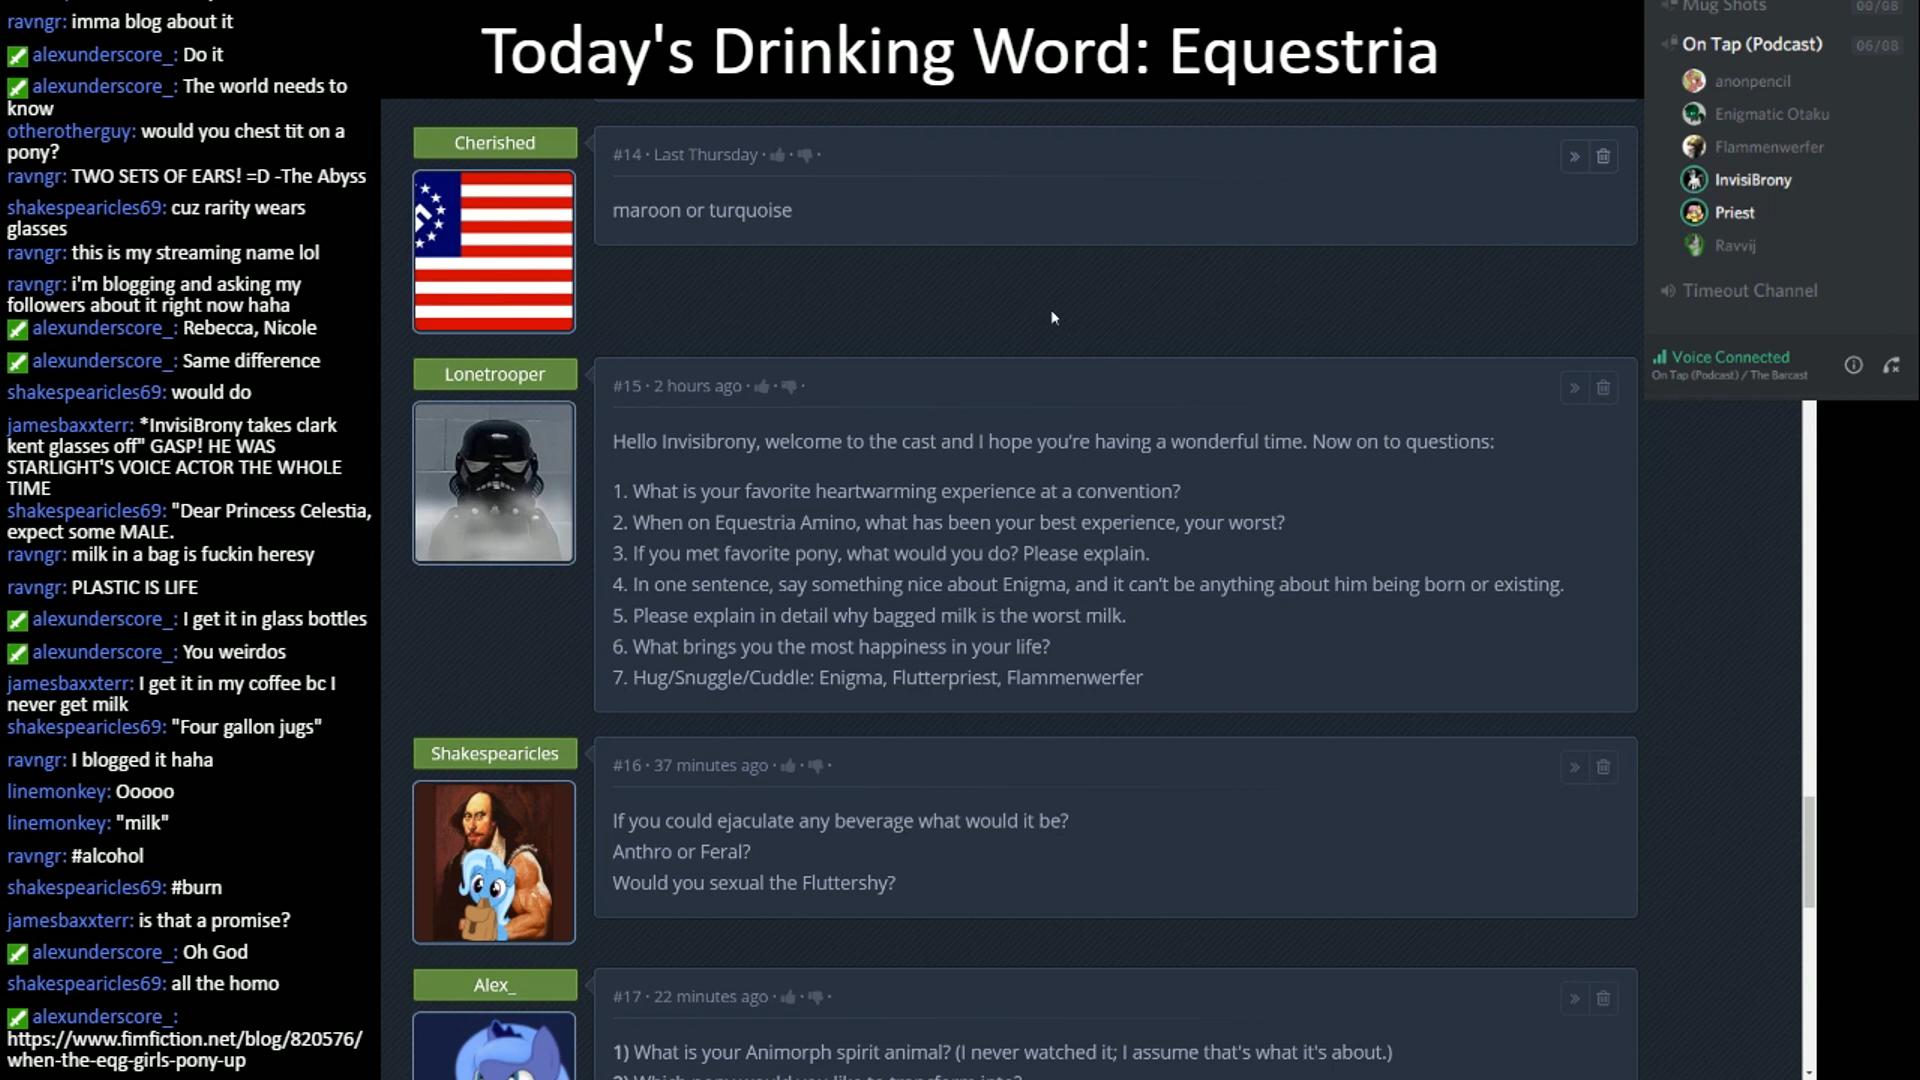 ravngr: imma blog about it
alexunderscore_: Do it
alexunderscore_: The world needs to
know
otherotherguy: would you chest tit on a
pony?
ravngr: TWO SETS OF EARS! =D -The Abyss
shakespearicles69: cuz rarity wears
glasses
ravngr: this is my streaming name lol
ravngr: i'm blogging and asking my
followers about it right now haha
alexunderscore_: Rebecca, Nicole
alexunderscore_: Same difference
shakespearicles69: would do
jamesbaxxterr: *InvisiBrony takes clark
kent glasses off" GASP! HE WAS
STARLIGHT'S VOICE ACTOR THE WHOLE
TIME
shakespearicles69: "Dear Princess Celestia,
expect some MALE.
ravngr: milk in a bag is fuckin heresy
ravngr: PLASTIC IS LIFE
alexunderscore_: I get it in glass bottles
alexunderscore_: You weirdos
jamesbaxxterr: I get it in my coffee bc I
never get milk
shakespearicles69: "Four gallon jugs"
ravngr: I blogged it haha
linemonkey: Ooooo
linemonkey: "milk"
ravngr: #alcohol
shakespearicles69: #burn
jamesbaxxterr: is that a promise?
alexunderscore_: Oh God
shakespearicles69: all the homo
alexunderscore_:
https://www.fimfiction.net/blog/820576/
when-the-eqg-girls-pony-up
Today's Drinking Word: Equestria
Cherished
#14 · Last Thursday ·
maroon or turquoise
Lonetrooper
#15 · 2 hours ago ·
Hello Invisibrony, welcome to the cast and I hope you're having a wonderful time. Now on to questions:
1. What is your favorite heartwarming experience at a convention?
2. When on Equestria Amino, what has been your best experience, your worst?
3. If you met favorite pony, what would you do? Please explain.
4. In one sentence, say something nice about Enigma, and it can't be anything about him being born or existing.
5. Please explain in detail why bagged milk is the worst milk.
6. What brings you the most happiness in your life?
7. Hug/Snuggle/Cuddle: Enigma, Flutterpriest, Flammenwerfer
Shakespearicles
#16 · 37 minutes ago ·
If you could ejaculate any beverage what would it be?
Anthro or Feral?
Would you sexual the Fluttershy?
Alex_
#17 · 22 minutes ago ·
1) What is your Animorph spirit animal? (I never watched it; I assume that's what it's about.)
2) Which pony would you like to transform into?
Mug Shots 00/08
On Tap (Podcast) 06/08
anonpencil
Enigmatic Otaku
Flammenwerfer
InvisiBrony
Priest
Ravvij
Timeout Channel
Voice Connected
On Tap (Podcast) / The Barcast